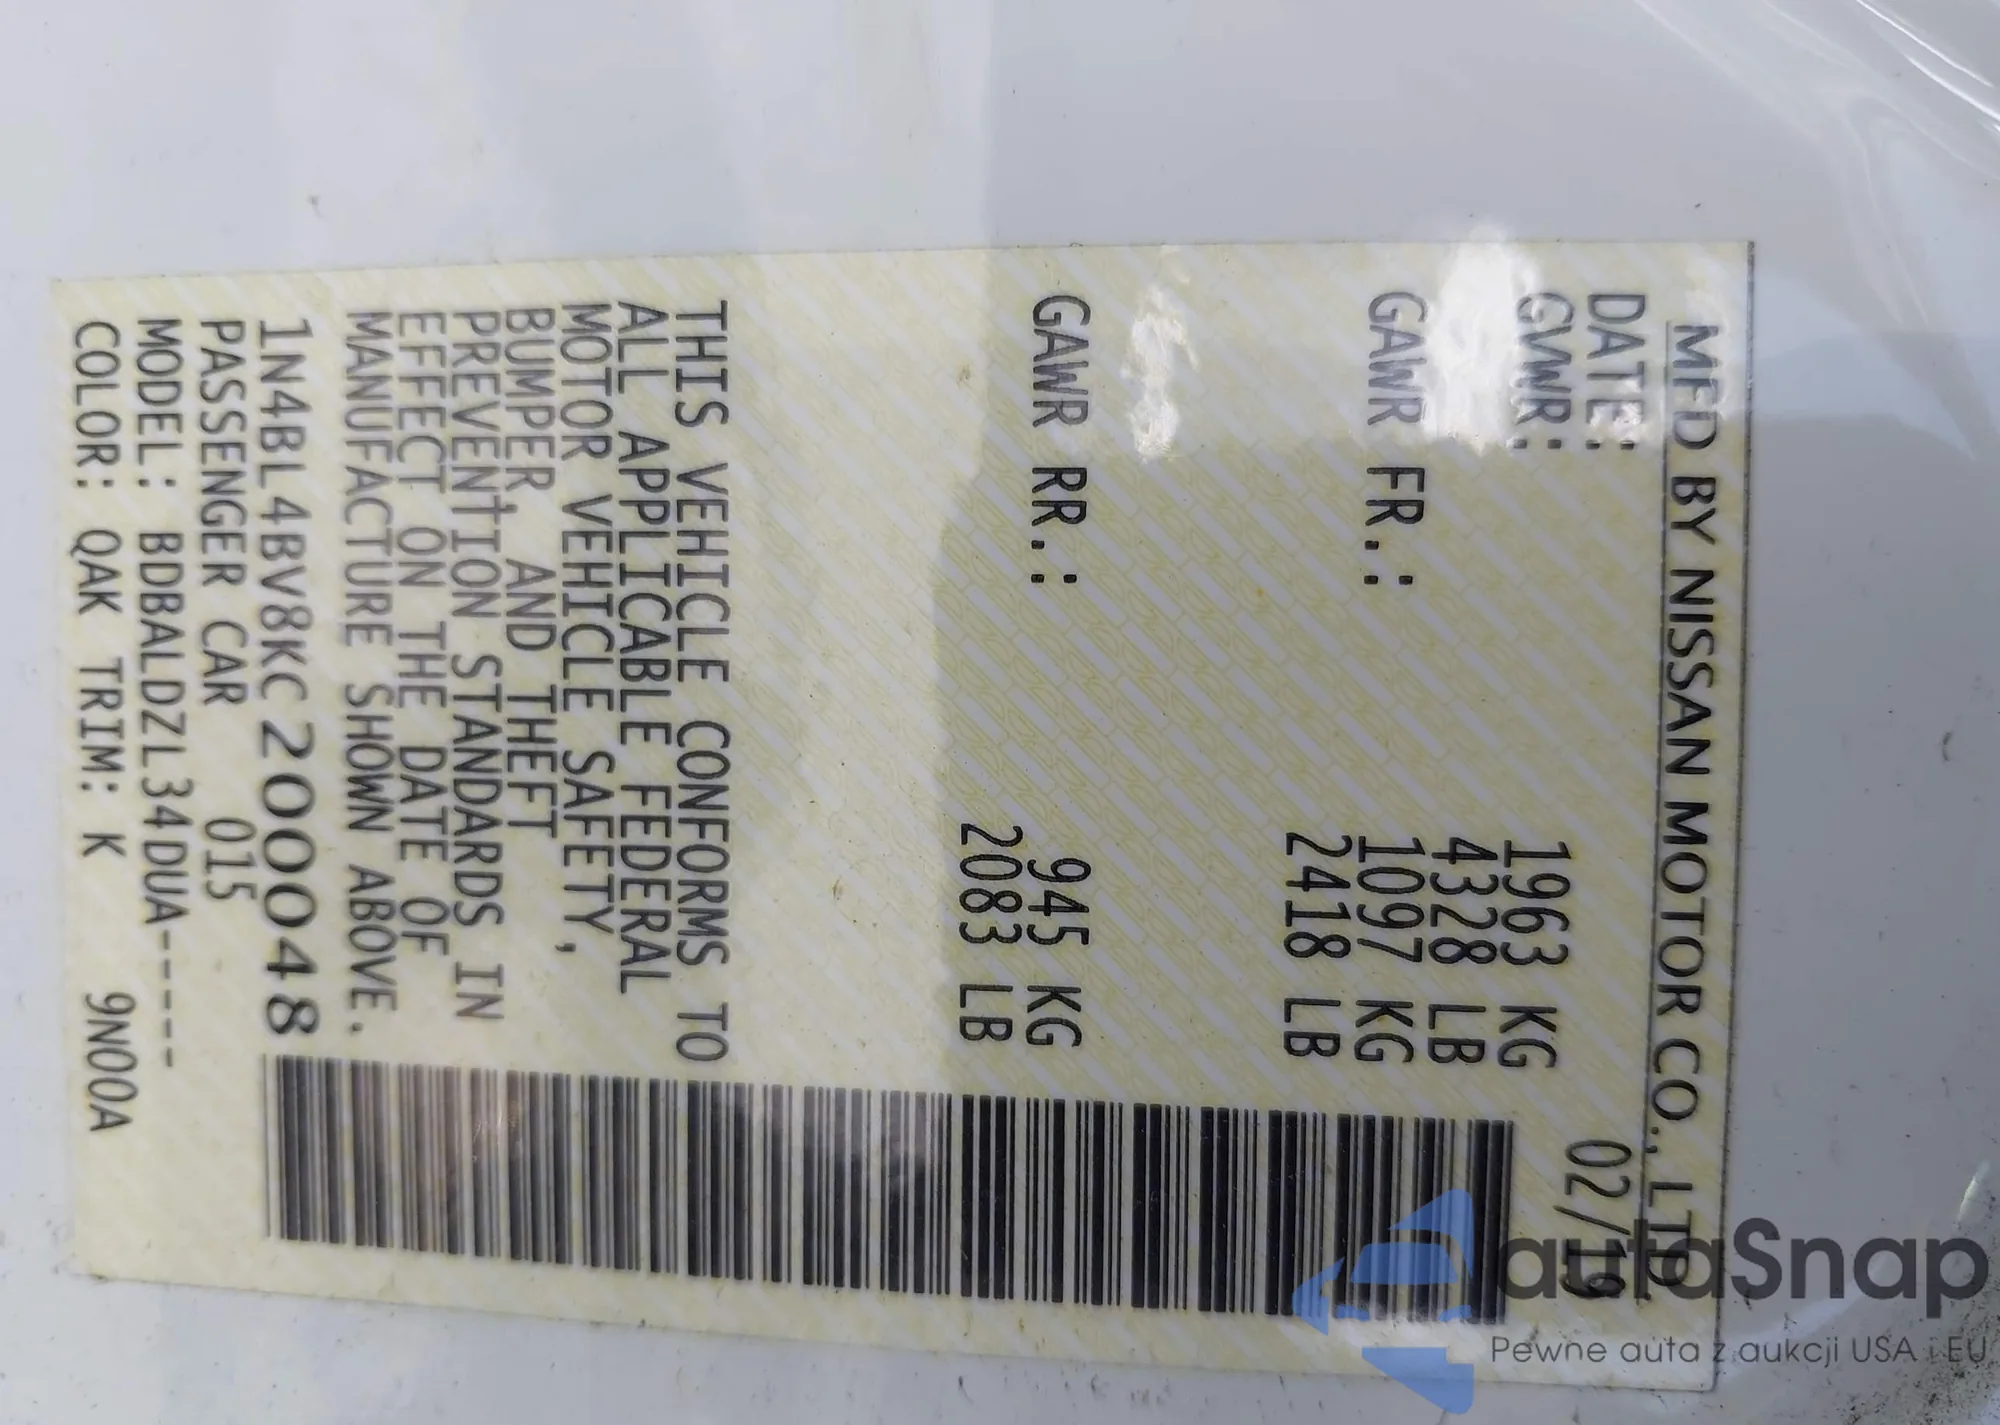 MFD BY NISSAN MOTOR CO., LTD
DATE: 02/19
GVWR: 1963 KG
4328 LB
GAWR FR.: 1097 KG
2418 LB
GAWR RR.: 945 KG
2083 LB
THIS VEHICLE CONFORMS TO
ALL APPLICABLE FEDERAL
MOTOR VEHICLE SAFETY,
BUMPER, AND THEFT
PREVENTION STANDARDS IN
EFFECT ON THE DATE OF
MANUFACTURE SHOWN ABOVE.
1N4BL4BV8KC200048
PASSENGER CAR 015
MODEL: BDBALDZL34DUA-----
COLOR: QAK TRIM: K 9N00A
autaSnap
Pewne auta z aukcji USA i EU